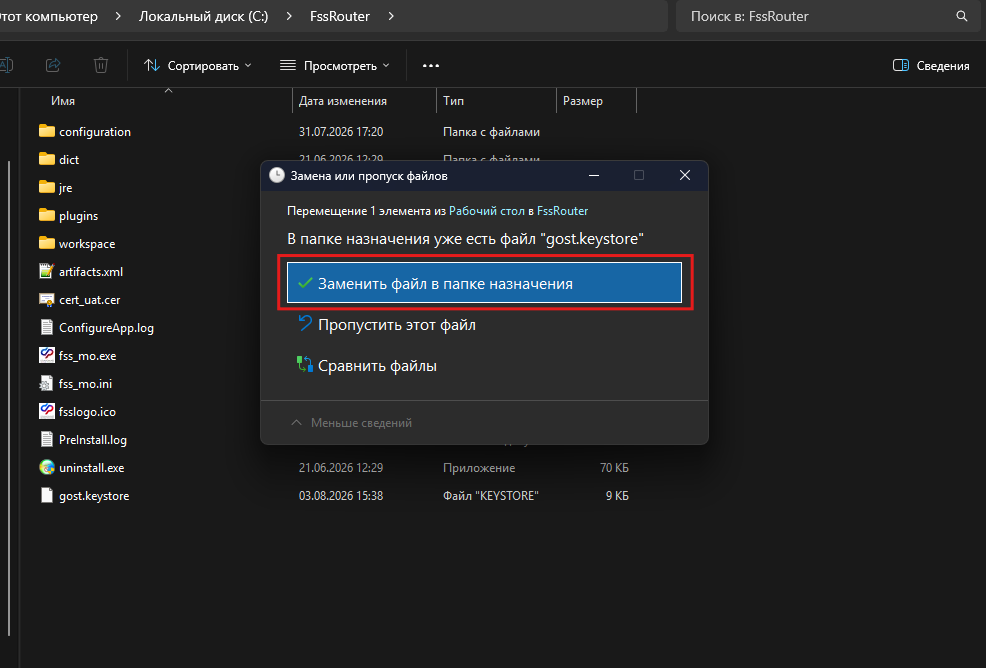 Этот компьютер > Локальный диск (C:) > FssRouter >
Поиск в: FssRouter
Сортировать
Просмотреть
Сведения
Имя
Дата изменения
Тип
Размер
configuration
31.07.2026 17:20
Папка с файлами
dict
21.06.2026 12:29
Папка с файлами
jre
plugins
workspace
artifacts.xml
cert_uat.cer
ConfigureApp.log
fss_mo.exe
fss_mo.ini
fsslogo.ico
PreInstall.log
uninstall.exe
21.06.2026 12:29
Приложение
70 КБ
gost.keystore
03.08.2026 15:38
Файл "KEYSTORE"
9 КБ
Замена или пропуск файлов
Перемещение 1 элемента из Рабочий стол в FssRouter
В папке назначения уже есть файл "gost.keystore"
Заменить файл в папке назначения
Пропустить этот файл
Сравнить файлы
Меньше сведений